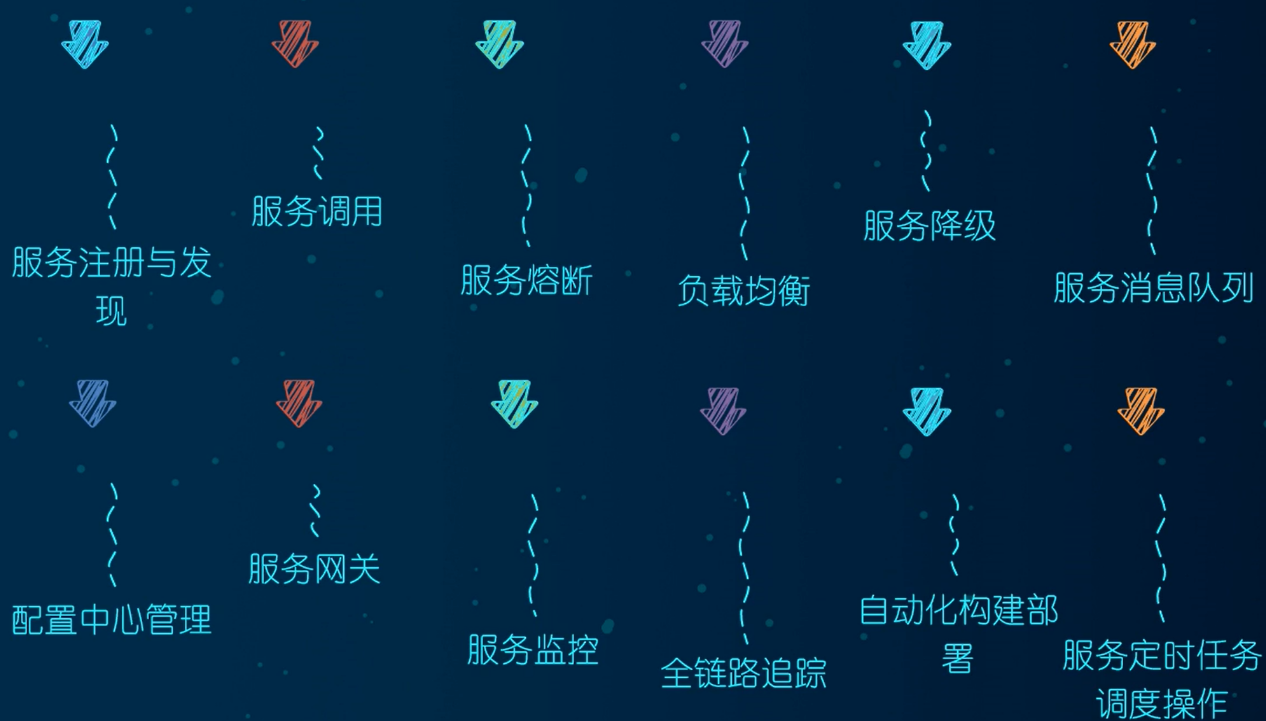 服务注册与发
现
服务调用
服务熔断
负载均衡
服务降级
服务消息队列
配置中心管理
服务网关
服务监控
全链路追踪
自动化构建部
署
服务定时任务
调度操作